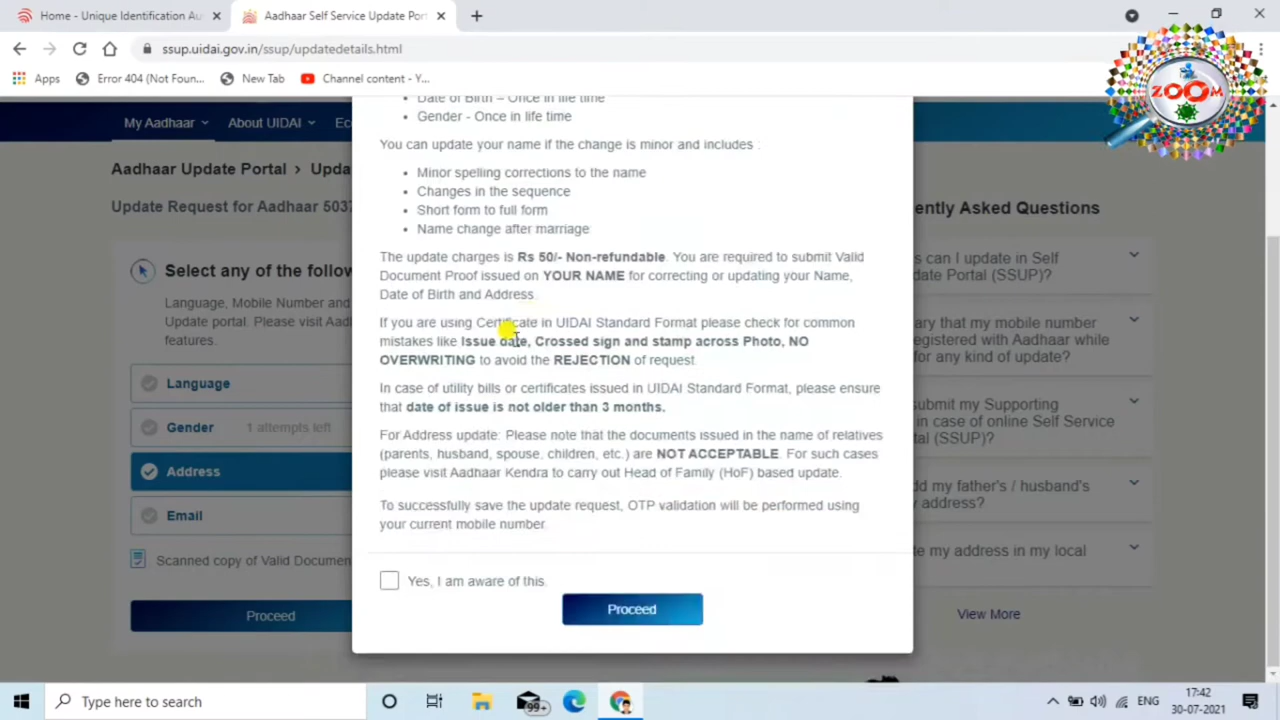 Home - Unique Identification Au
Aadhaar Self Service Update Port
ssup.uidai.gov.in/ssup/updatedetails.html
Apps
Error 404 (Not Foun...
New Tab
Channel content - Y...
ZOOM
My Aadhaar
About UIDAI
Ec
Aadhaar Update Portal > Upda
Update Request for Aadhaar 5037
Select any of the follow
Language, Mobile Number and
Update portal. Please visit Aad
features.
Language
Gender 1 attempts left
Address
Email
Scanned copy of Valid Documen
Proceed
Date of Birth – Once in life time
Gender - Once in life time
You can update your name if the change is minor and includes :
Minor spelling corrections to the name
Changes in the sequence
Short form to full form
Name change after marriage
The update charges is Rs 50/- Non-refundable. You are required to submit Valid
Document Proof issued on YOUR NAME for correcting or updating your Name,
Date of Birth and Address.
If you are using Certificate in UIDAI Standard Format please check for common
mistakes like Issue date, Crossed sign and stamp across Photo, NO
OVERWRITING to avoid the REJECTION of request.
In case of utility bills or certificates issued in UIDAI Standard Format, please ensure
that date of issue is not older than 3 months.
For Address update: Please note that the documents issued in the name of relatives
(parents, husband, spouse, children, etc.) are NOT ACCEPTABLE. For such cases
please visit Aadhaar Kendra to carry out Head of Family (HoF) based update.
To successfully save the update request, OTP validation will be performed using
your current mobile number.
Yes, I am aware of this.
Proceed
ently Asked Questions
s can I update in Self
date Portal (SSUP)?
ary that my mobile number
egistered with Aadhaar while
for any kind of update?
submit my Supporting
in case of online Self Service
tal (SSUP)?
dd my father's / husband's
y address?
te my address in my local
View More
Type here to search
99+
ENG
17:42
30-07-2021